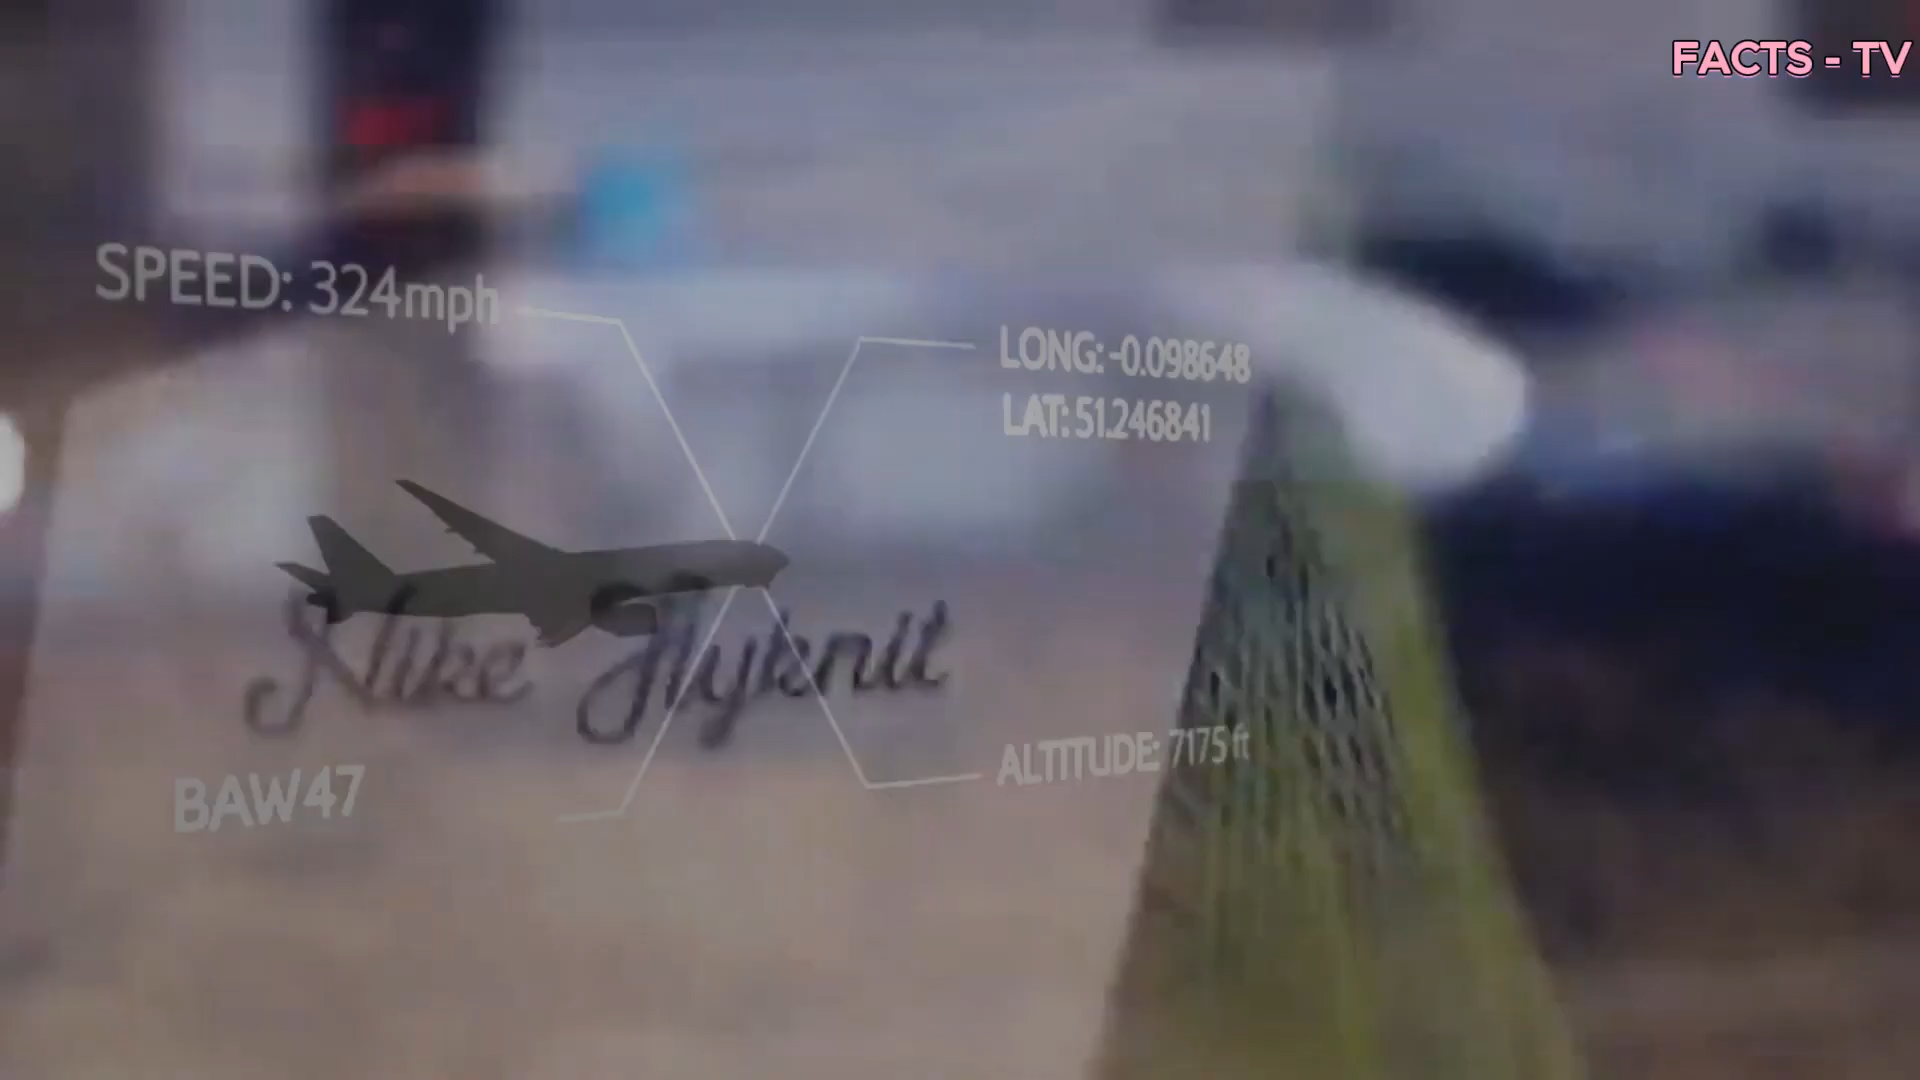 FACTS - TV
SPEED: 324mph
LONG: -0.098648
LAT: 51.246841
Nike Flyknit
ALTITUDE: 7175 ft
BAW47